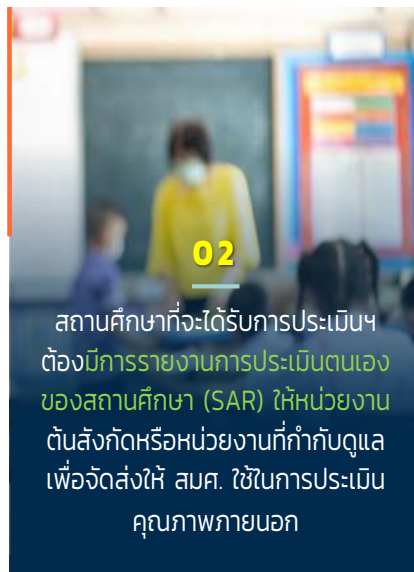 02
สถานศึกษาที่จะได้รับการประเมินฯ
ต้องมีการรายงานการประเมินตนเอง
ของสถานศึกษา (SAR) ให้หน่วยงาน
ต้นสังกัดหรือหน่วยงานที่กำกับดูแล
เพื่อจัดส่งให้ สมศ. ใช้ในการประเมิน
คุณภาพภายนอก